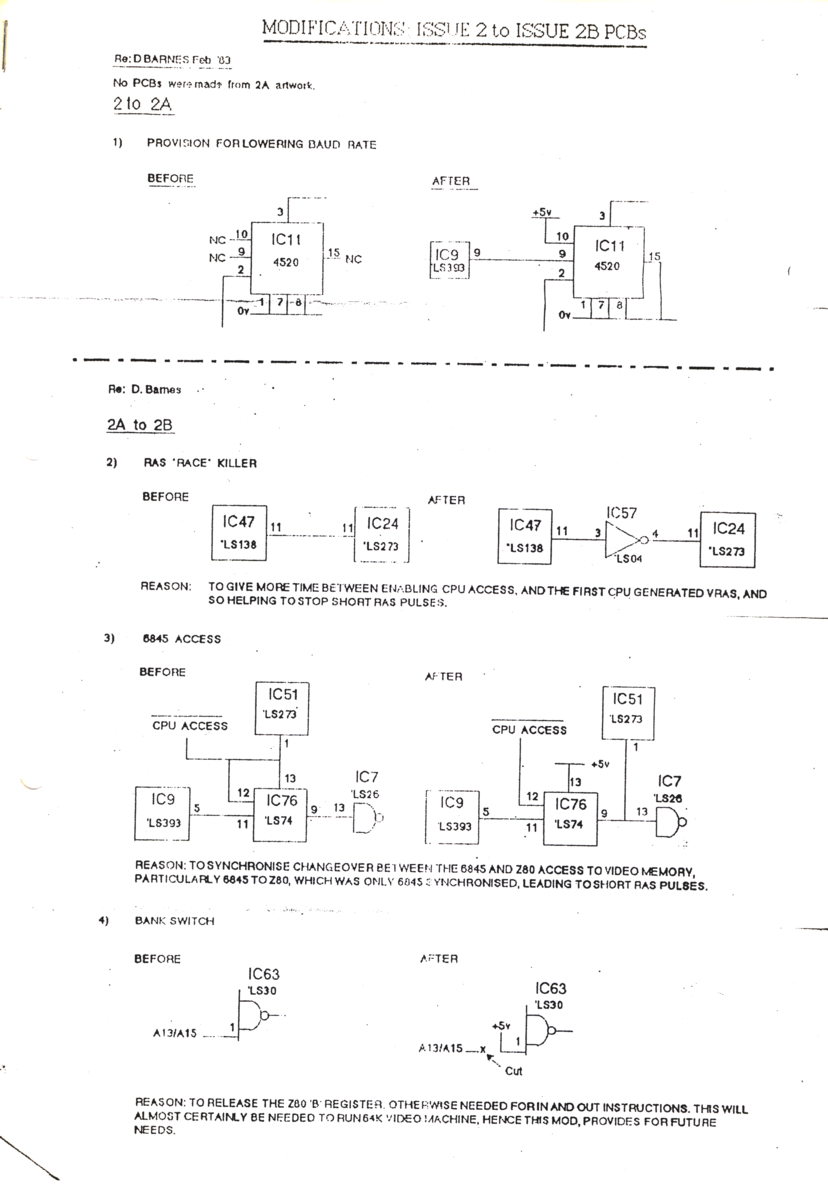 MODIFICATIONS: ISSUE 2 to ISSUE 2B PCBs
Re: D BARNES Feb '83
No PCBs were made from 2A artwork.
2 to 2A
1) PROVISION FOR LOWERING BAUD RATE
BEFORE
AFTER
3
NC 10
IC11
NC 9
4520
15 NC
2
1 7 8
0v
+5v
3
10
IC11
IC9
'LS393
9
9
4520
15
2
1 7 8
0v
Re: D. Barnes
2A to 2B
2) RAS "RACE" KILLER
BEFORE
AFTER
IC47
'LS138
11
11
IC24
'LS273
IC47
'LS138
11
3
IC57
'LS04
4
11
IC24
'LS273
REASON: TO GIVE MORE TIME BETWEEN ENABLING CPU ACCESS, AND THE FIRST CPU GENERATED VRAS, AND
SO HELPING TO STOP SHORT RAS PULSES.
3) 6845 ACCESS
BEFORE
AFTER
IC51
'LS273
CPU ACCESS
1
13
12
IC7
'LS26
IC9
'LS393
5
11
IC76
'LS74
9
13
IC51
'LS273
CPU ACCESS
1
+5v
13
12
IC7
'LS26
IC9
'LS393
5
11
IC76
'LS74
9
13
REASON: TO SYNCHRONISE CHANGEOVER BETWEEN THE 6845 AND Z80 ACCESS TO VIDEO MEMORY,
PARTICULARLY 6845 TO Z80, WHICH WAS ONLY 6845 SYNCHRONISED, LEADING TO SHORT RAS PULSES.
4) BANK SWITCH
BEFORE
AFTER
IC63
'LS30
A13/A15
1
IC63
'LS30
+5v
1
A13/A15 x
Cut
REASON: TO RELEASE THE Z80 'B' REGISTER, OTHERWISE NEEDED FOR IN AND OUT INSTRUCTIONS. THIS WILL
ALMOST CERTAINLY BE NEEDED TO RUN 64K VIDEO MACHINE, HENCE THIS MOD, PROVIDES FOR FUTURE
NEEDS.